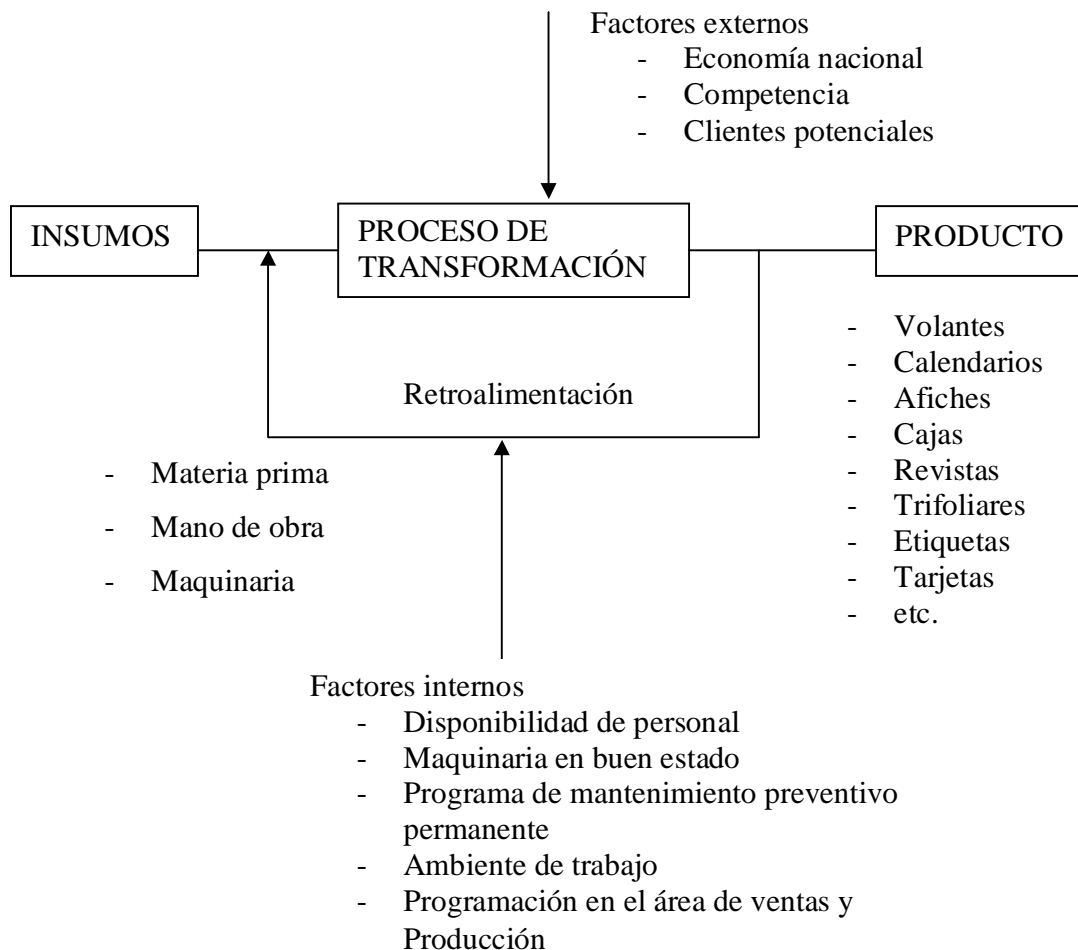 Factores externos
- Economía nacional
- Competencia
- Clientes potenciales
INSUMOS
PROCESO DE
TRANSFORMACIÓN
PRODUCTO
Retroalimentación
- Materia prima
- Mano de obra
- Maquinaria
- Volantes
- Calendarios
- Afiches
- Cajas
- Revistas
- Trifoliares
- Etiquetas
- Tarjetas
- etc.
Factores internos
- Disponibilidad de personal
- Maquinaria en buen estado
- Programa de mantenimiento preventivo
permanente
- Ambiente de trabajo
- Programación en el área de ventas y
Producción